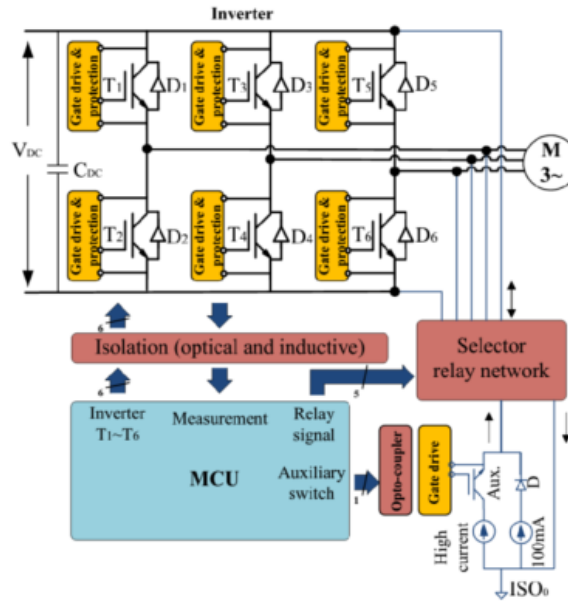 Inverter
Gate drive &
protection
T1
D1
Gate drive &
protection
T3
D3
Gate drive &
protection
T5
D5
VDC
CDC
M
3~
Gate drive &
protection
T2
D2
Gate drive &
protection
T4
D4
Gate drive &
protection
T6
D6
6
Isolation (optical and inductive)
6
5
Selector
relay network
Inverter
T1~T6
Measurement
Relay
signal
MCU
Auxiliary
switch
1
Opto-coupler
Gate drive
Aux.
D
High
current
100mA
ISO0